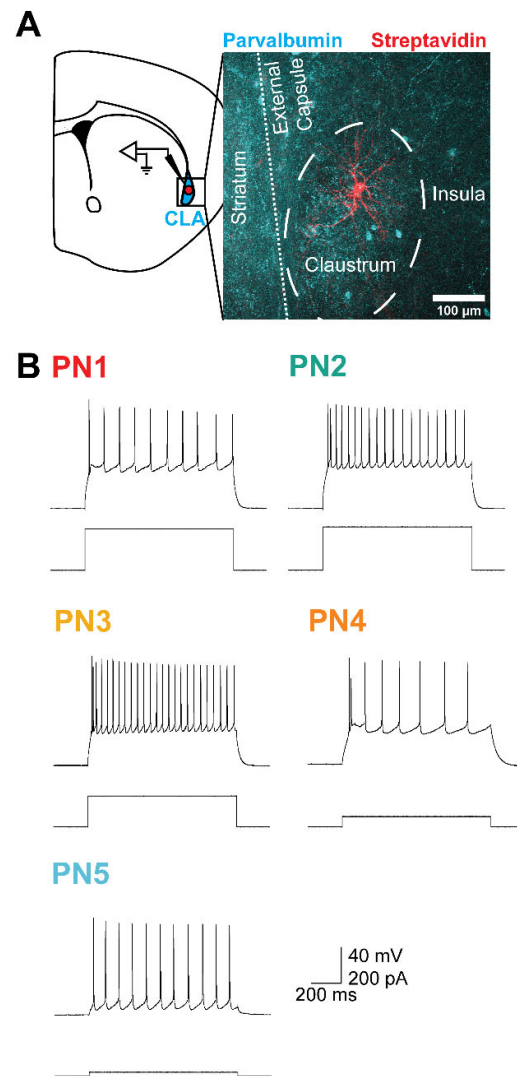 A
Parvalbumin Streptavidin
External
Capsule
Striatum
Insula
CLA
Claustrum
100 µm
B
PN1 PN2
PN3 PN4
PN5
40 mV
200 pA
200 ms